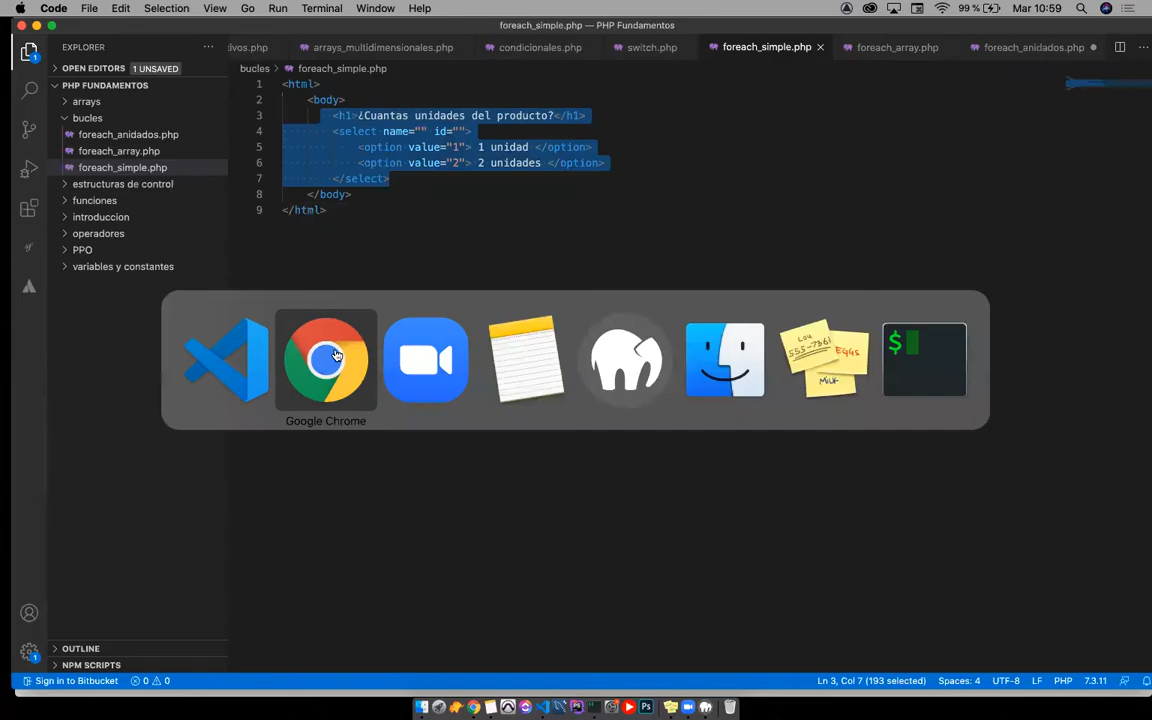 Code File Edit Selection View Go Run Terminal Window Help 99 % Mar 10:59
foreach_simple.php — PHP Fundamentos
EXPLORER
tivos.php arrays_multidimensionales.php condicionales.php switch.php foreach_simple.php foreach_array.php foreach_anidados.php
OPEN EDITORS 1 UNSAVED
bucles > foreach_simple.php
PHP FUNDAMENTOS
arrays
bucles
foreach_anidados.php
foreach_array.php
foreach_simple.php
estructuras de control
funciones
introduccion
operadores
PPO
variables y constantes
1 <html>
2 <body>
3 <h1>¿Cuantas unidades del producto?</h1>
4 <select name="" id="">
5 <option value="1"> 1 unidad </option>
6 <option value="2"> 2 unidades </option>
7 </select>
8 </body>
9 </html>
Lou
555-7361
EGGS
MILK
$
Google Chrome
OUTLINE
NPM SCRIPTS
Sign in to Bitbucket 0 0 Ln 3, Col 7 (193 selected) Spaces: 4 UTF-8 LF PHP 7.3.11